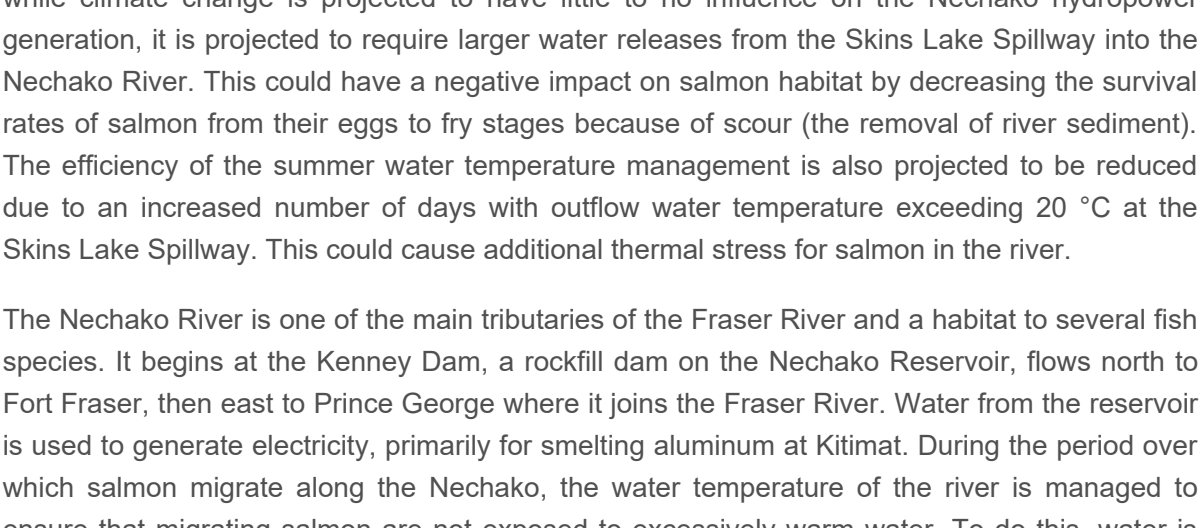 while climate change is projected to have little to no influence on the Nechako hydropower
generation, it is projected to require larger water releases from the Skins Lake Spillway into the
Nechako River. This could have a negative impact on salmon habitat by decreasing the survival
rates of salmon from their eggs to fry stages because of scour (the removal of river sediment).
The efficiency of the summer water temperature management is also projected to be reduced
due to an increased number of days with outflow water temperature exceeding 20 °C at the
Skins Lake Spillway. This could cause additional thermal stress for salmon in the river.
The Nechako River is one of the main tributaries of the Fraser River and a habitat to several fish
species. It begins at the Kenney Dam, a rockfill dam on the Nechako Reservoir, flows north to
Fort Fraser, then east to Prince George where it joins the Fraser River. Water from the reservoir
is used to generate electricity, primarily for smelting aluminum at Kitimat. During the period over
which salmon migrate along the Nechako, the water temperature of the river is managed to
ensure that migrating salmon are not exposed to excessively warm water. To do this, water is